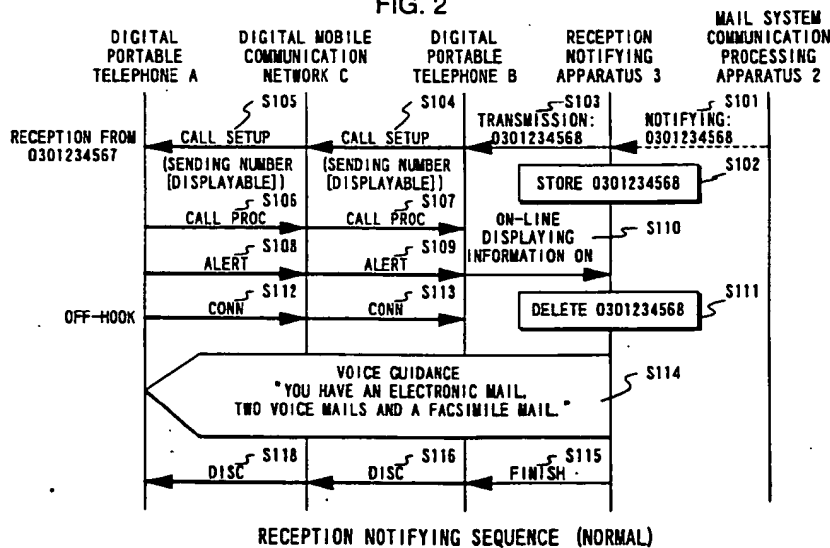 FIG. 2
DIGITAL
PORTABLE
TELEPHONE A
DIGITAL MOBILE
COMMUNICATION
NETWORK C
DIGITAL
PORTABLE
TELEPHONE B
RECEPTION
NOTIFYING
APPARATUS 3
MAIL SYSTEM
COMMUNICATION
PROCESSING
APPARATUS 2
S105
S104
S103
S101
RECEPTION FROM
0301234567
CALL SETUP
CALL SETUP
TRANSMISSION:
0301234568
NOTIFYING:
0301234568
(SENDING NUMBER
[DISPLAYABLE])
(SENDING NUMBER
[DISPLAYABLE])
S102
STORE 0301234568
S106
CALL PROC
S107
CALL PROC
ON-LINE
DISPLAYING
INFORMATION ON
S110
S108
ALERT
S109
ALERT
OFF-HOOK
S112
CONN
S113
CONN
S111
DELETE 0301234568
VOICE GUIDANCE
"YOU HAVE AN ELECTRONIC MAIL,
TWO VOICE MAILS AND A FACSIMILE MAIL."
S114
S118
DISC
S116
DISC
S115
FINISH
RECEPTION NOTIFYING SEQUENCE (NORMAL)